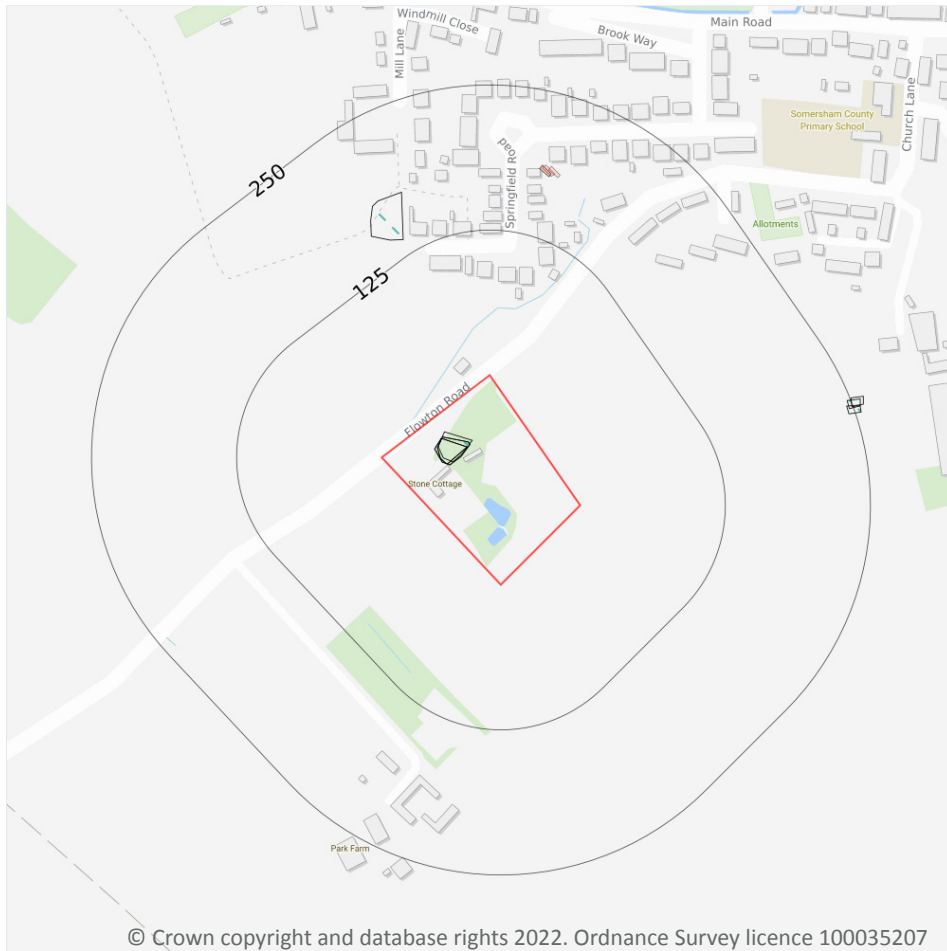 Windmill Close
Main Road
Brook Way
Mill Lane
Church Lane
Somersham County
Primary School
Springfield Road
250
Allotments
125
Flowton Road
Stone Cottage
Park Farm
© Crown copyright and database rights 2022. Ordnance Survey licence 100035207